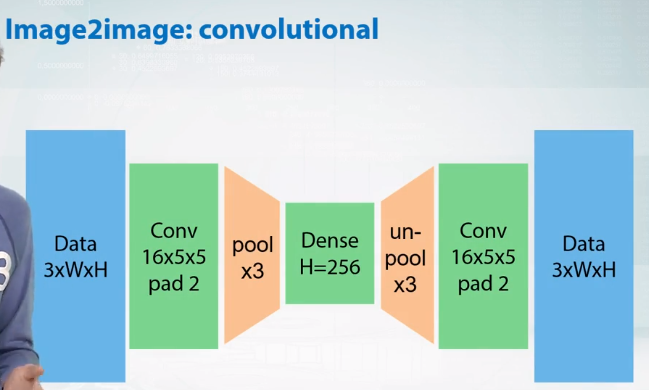 Image2image: convolutional
Data
3xWxH
Conv
16x5x5
pad 2
pool
x3
Dense
H=256
un-
pool
x3
Conv
16x5x5
pad 2
Data
3xWxH